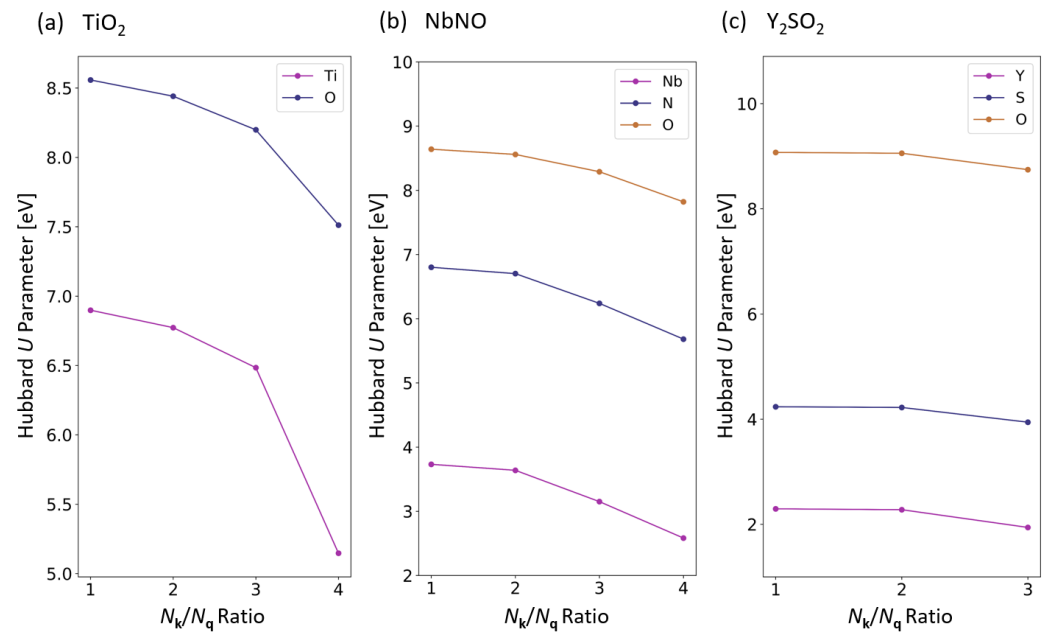 (a) TiO₂
Ti
O
Hubbard U Parameter [eV]
8.5
8.0
7.5
7.0
6.5
6.0
5.5
5.0
1 2 3 4
Nk/Nq Ratio
(b) NbNO
Nb
N
O
Hubbard U Parameter [eV]
10
9
8
7
6
5
4
3
2
1 2 3 4
Nk/Nq Ratio
(c) Y₂SO₂
Y
S
O
Hubbard U Parameter [eV]
10
8
6
4
2
1 2 3
Nk/Nq Ratio